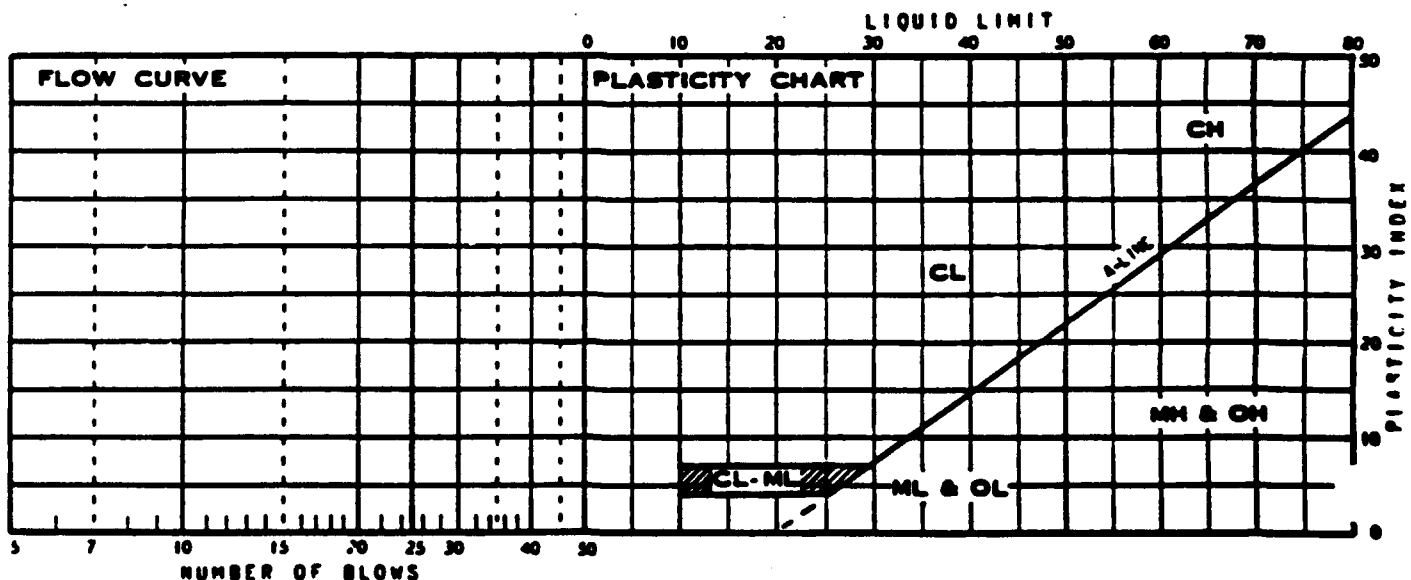 LIQUID LIMIT
0 10 20 30 40 50 60 70 80
FLOW CURVE
PLASTICITY CHART
50
CH
40
PLASTICITY INDEX
A-LINE
30
CL
20
MH & OH
10
CL-ML
ML & OL
0
5 7 10 15 20 25 30 40 50
NUMBER OF BLOWS